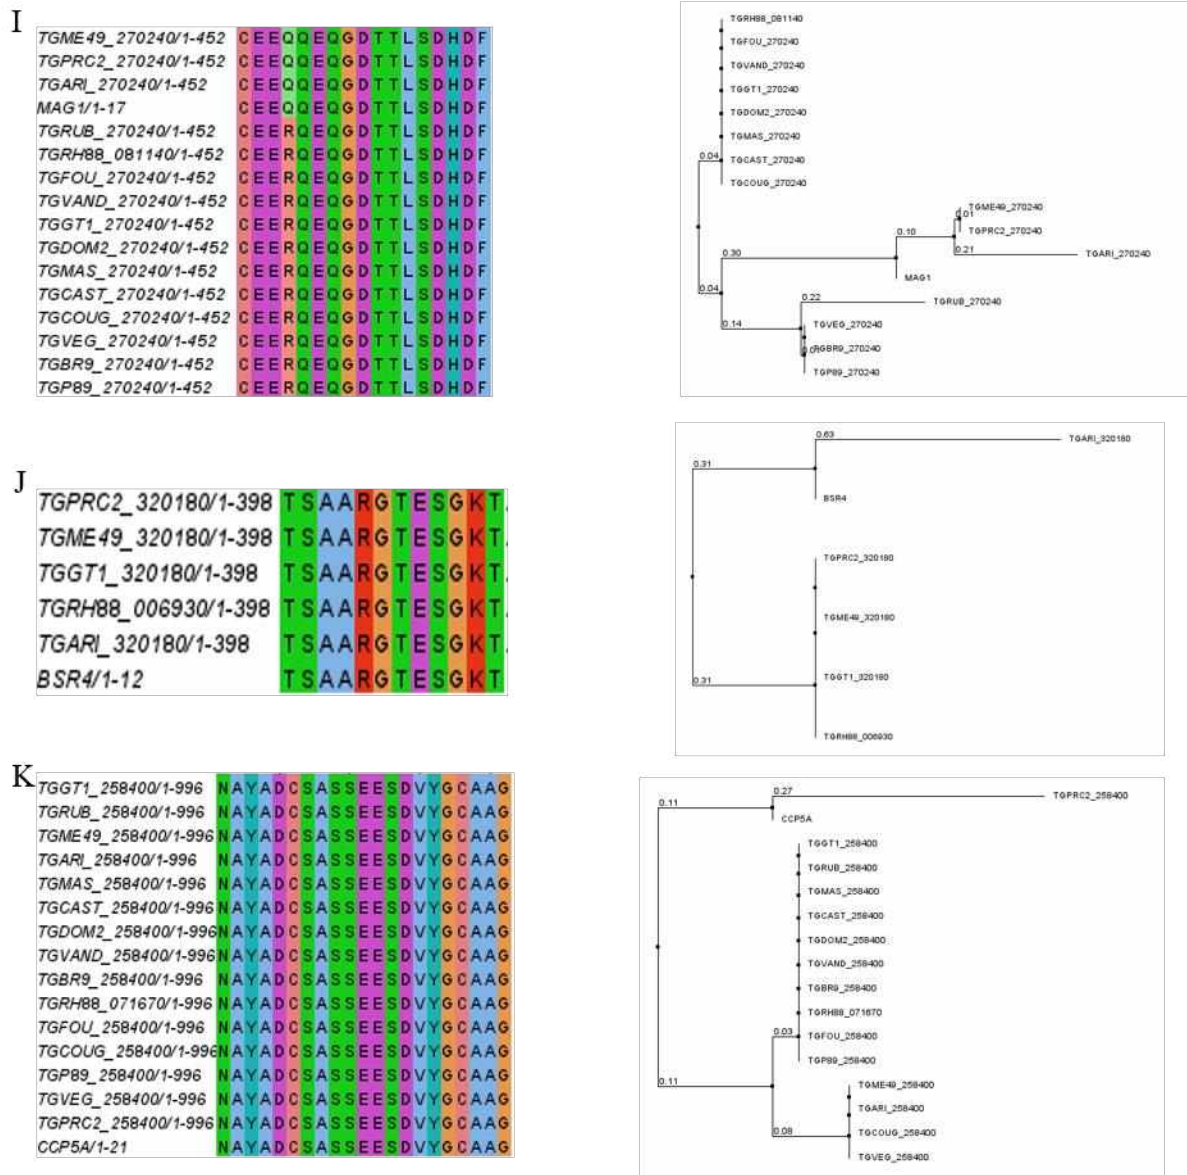 I
TGME49_270240/1-452 CEEQQEQGDTTLSDHDF
TGPRC2_270240/1-452 CEEQQEQGDTTLSDHDF
TGARI_270240/1-452 CEEQQEQGDTTLSDHDF
MAG1/1-17 CEEQQEQGDTTLSDHDF
TGRUB_270240/1-452 CEERQEQGDTTLSDHDF
TGRH88_081140/1-452 CEERQEQGDTTLSDHDF
TGFOU_270240/1-452 CEERQEQGDTTLSDHDF
TGVAND_270240/1-452 CEERQEQGDTTLSDHDF
TGGT1_270240/1-452 CEERQEQGDTTLSDHDF
TGDOM2_270240/1-452 CEERQEQGDTTLSDHDF
TGMAS_270240/1-452 CEERQEQGDTTLSDHDF
TGCAST_270240/1-452 CEERQEQGDTTLSDHDF
TGCOUG_270240/1-452 CEERQEQGDTTLSDHDF
TGVEG_270240/1-452 CEERQEQGDTTLSDHDF
TGBR9_270240/1-452 CEERQEQGDTTLSDHDF
TGP89_270240/1-452 CEERQEQGDTTLSDHDF
TGRH88_081140
TGFOU_270240
TGVAND_270240
TGGT1_270240
TGDOM2_270240
TGMAS_270240
0.04
TGCAST_270240
TGCOUG_270240
TGME49_270240
0.01
TGPRC2_270240
0.10
0.21
TGARI_270240
0.30
MAG1
0.04
0.22
TGRUB_270240
0.14
TGVEG_270240
TGBR9_270240
TGP89_270240
J
TGPRC2_320180/1-398 TSAARGTESGKT
TGME49_320180/1-398 TSAARGTESGKT
TGGT1_320180/1-398 TSAARGTESGKT
TGRH88_006930/1-398 TSAARGTESGKT
TGARI_320180/1-398 TSAARGTESGKT
BSR4/1-12 TSAARGTESGKT
0.63
TGARI_320180
0.31
BSR4
TGPRC2_320180
TGME49_320180
TGGT1_320180
0.31
TGRH88_006930
K
TGGT1_258400/1-996 NAYADCSASSEESDVYGCAAG
TGRUB_258400/1-996 NAYADCSASSEESDVYGCAAG
TGME49_258400/1-996 NAYADCSASSEESDVYGCAAG
TGARI_258400/1-996 NAYADCSASSEESDVYGCAAG
TGMAS_258400/1-996 NAYADCSASSEESDVYGCAAG
TGCAST_258400/1-996 NAYADCSASSEESDVYGCAAG
TGDOM2_258400/1-996 NAYADCSASSEESDVYGCAAG
TGVAND_258400/1-996 NAYADCSASSEESDVYGCAAG
TGBR9_258400/1-996 NAYADCSASSEESDVYGCAAG
TGRH88_071670/1-996 NAYADCSASSEESDVYGCAAG
TGFOU_258400/1-996 NAYADCSASSEESDVYGCAAG
TGCOUG_258400/1-996 NAYADCSASSEESDVYGCAAG
TGP89_258400/1-996 NAYADCSASSEESDVYGCAAG
TGVEG_258400/1-996 NAYADCSASSEESDVYGCAAG
TGPRC2_258400/1-996 NAYADCSASSEESDVYGCAAG
CCP5A/1-21 NAYADCSASSEESDVYGCAAG
0.27
TGPRC2_258400
0.11
CCP5A
TGGT1_258400
TGRUB_258400
TGMAS_258400
TGCAST_258400
TGDOM2_258400
TGVAND_258400
TGBR9_258400
TGRH88_071670
0.03
TGFOU_258400
TGP89_258400
0.11
TGME49_258400
TGARI_258400
0.08
TGCOUG_258400
TGVEG_258400